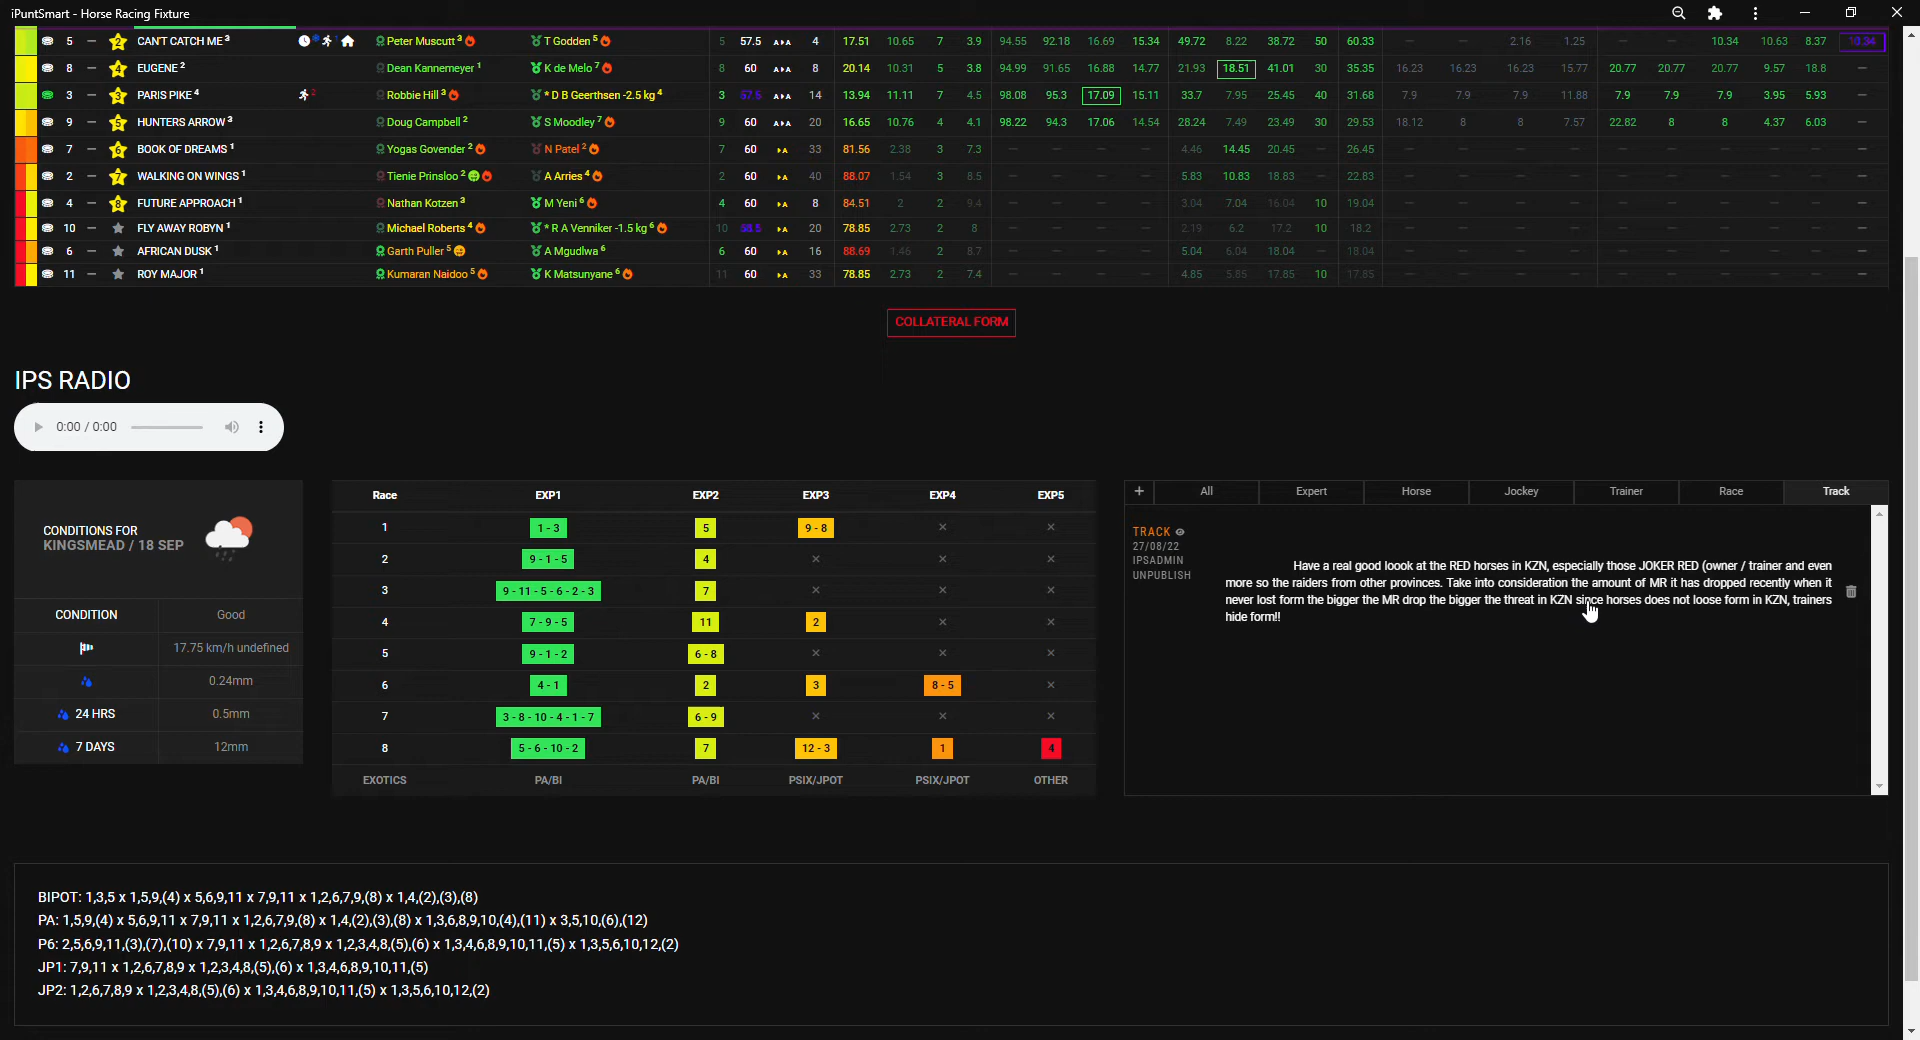 iPuntSmart - Horse Racing Fixture
5 — 2 CAN'T CATCH ME 3 Peter Muscutt 3 T Godden 5 5 57.5 A▸A 4 17.51 10.65 7 3.9 94.55 92.18 16.69 15.34 49.72 8.22 38.72 50 60.33 — — 2.16 1.25 — — 10.34 10.63 8.37 10.34
8 — 4 EUGENE 2 Dean Kannemeyer 1 K de Melo 7 8 60 A▸A 8 20.14 10.31 5 3.8 94.99 91.65 16.88 14.77 21.93 18.51 41.01 30 35.35 16.23 16.23 16.23 15.77 20.77 20.77 20.77 9.57 18.8 —
3 — 3 PARIS PIKE 4 2 Robbie Hill 3 * D B Geerthsen -2.5 kg 4 3 57.5 A▸A 14 13.94 11.11 7 4.5 98.08 95.3 17.09 15.11 33.7 7.95 25.45 40 31.68 7.9 7.9 7.9 11.88 7.9 7.9 7.9 3.95 5.93 —
9 — 5 HUNTERS ARROW 3 Doug Campbell 2 S Moodley 7 9 60 A▸A 20 16.65 10.76 4 4.1 98.22 94.3 17.06 14.54 28.24 7.49 23.49 30 29.53 18.12 8 8 7.57 22.82 8 8 4.37 6.03 —
7 — 6 BOOK OF DREAMS 1 Yogas Govender 2 N Patel 2 7 60 ▸A 33 81.56 2.38 3 7.3 — — — — 4.46 14.45 20.45 — 26.45 — — — — — — — — — —
2 — 7 WALKING ON WINGS 1 Tienie Prinsloo 2 A Arries 4 2 60 ▸A 40 88.07 1.54 3 8.5 — — — — 5.83 10.83 18.83 — 22.83 — — — — — — — — — —
4 — 8 FUTURE APPROACH 1 Nathan Kotzen 3 M Yeni 6 4 60 ▸A 8 84.51 2 2 9.4 — — — — 3.04 7.04 16.04 10 19.04 — — — — — — — — — —
10 — FLY AWAY ROBYN 1 Michael Roberts 4 * R A Venniker -1.5 kg 6 10 58.5 ▸A 20 78.85 2.73 2 8 — — — — 2.19 6.2 17.2 10 18.2 — — — — — — — — — —
6 — AFRICAN DUSK 1 Garth Puller 5 A Mgudlwa 6 6 60 ▸A 16 88.69 1.46 2 8.7 — — — — 5.04 6.04 18.04 — 18.04 — — — — — — — — — —
11 — ROY MAJOR 1 Kumaran Naidoo 5 K Matsunyane 6 11 60 ▸A 33 78.85 2.73 2 7.4 — — — — 4.85 5.85 17.85 10 17.85 — — — — — — — — — —
COLLATERAL FORM
IPS RADIO
0:00 / 0:00
CONDITIONS FOR
KINGSMEAD / 18 SEP
CONDITION Good
17.75 km/h undefined
0.24mm
24 HRS 0.5mm
7 DAYS 12mm
Race EXP1 EXP2 EXP3 EXP4 EXP5
1 1 - 3 5 9 - 8 × ×
2 9 - 1 - 5 4 × × ×
3 9 - 11 - 5 - 6 - 2 - 3 7 × × ×
4 7 - 9 - 5 11 2 × ×
5 9 - 1 - 2 6 - 8 × × ×
6 4 - 1 2 3 8 - 5 ×
7 3 - 8 - 10 - 4 - 1 - 7 6 - 9 × × ×
8 5 - 6 - 10 - 2 7 12 - 3 1 4
EXOTICS PA/BI PA/BI PSIX/JPOT PSIX/JPOT OTHER
+ All Expert Horse Jockey Trainer Race Track
TRACK
27/08/22
IPSADMIN
UNPUBLISH
Have a real good loook at the RED horses in KZN, especially those JOKER RED (owner / trainer and even
more so the raiders from other provinces. Take into consideration the amount of MR it has dropped recently when it
never lost form the bigger the MR drop the bigger the threat in KZN since horses does not loose form in KZN, trainers
hide form!!
BIPOT: 1,3,5 x 1,5,9,(4) x 5,6,9,11 x 7,9,11 x 1,2,6,7,9,(8) x 1,4,(2),(3),(8)
PA: 1,5,9,(4) x 5,6,9,11 x 7,9,11 x 1,2,6,7,9,(8) x 1,4,(2),(3),(8) x 1,3,6,8,9,10,(4),(11) x 3,5,10,(6),(12)
P6: 2,5,6,9,11,(3),(7),(10) x 7,9,11 x 1,2,6,7,8,9 x 1,2,3,4,8,(5),(6) x 1,3,4,6,8,9,10,11,(5) x 1,3,5,6,10,12,(2)
JP1: 7,9,11 x 1,2,6,7,8,9 x 1,2,3,4,8,(5),(6) x 1,3,4,6,8,9,10,11,(5)
JP2: 1,2,6,7,8,9 x 1,2,3,4,8,(5),(6) x 1,3,4,6,8,9,10,11,(5) x 1,3,5,6,10,12,(2)